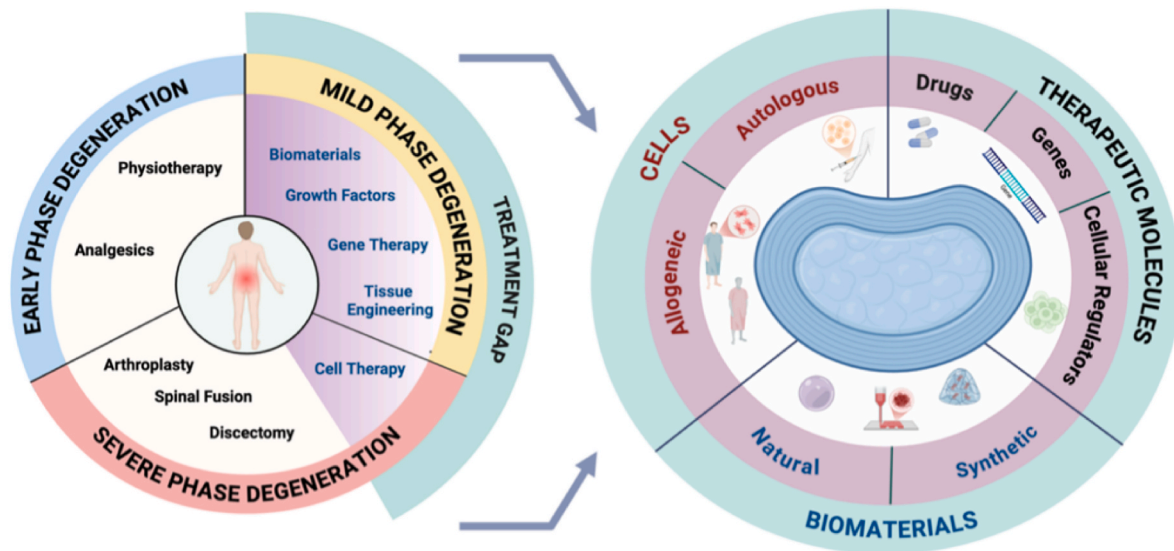 EARLY PHASE DEGENERATION
MILD PHASE DEGENERATION
SEVERE PHASE DEGENERATION
TREATMENT GAP
Physiotherapy
Analgesics
Biomaterials
Growth Factors
Gene Therapy
Tissue
Engineering
Cell Therapy
Arthroplasty
Spinal Fusion
Discectomy
CELLS
Autologous
Allogeneic
THERAPEUTIC MOLECULES
Drugs
Genes
Gene
Cellular Regulators
BIOMATERIALS
Natural
Synthetic